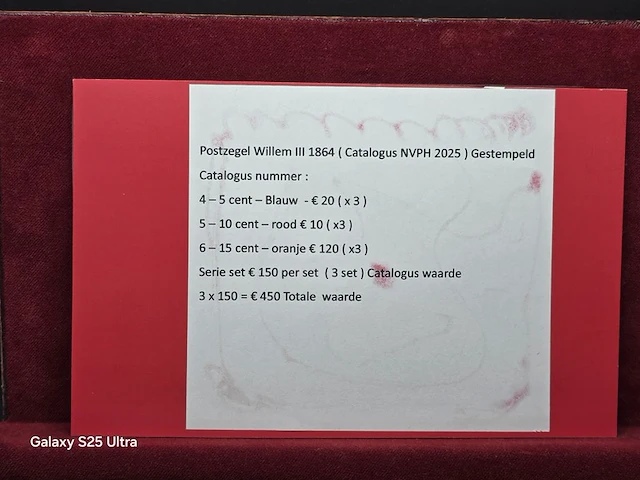 Postzegel Willem III 1864 ( Catalogus NVPH 2025 ) Gestempeld
Catalogus nummer :
4 – 5 cent – Blauw - € 20 ( x 3 )
5 – 10 cent – rood € 10 ( x3 )
6 – 15 cent – oranje € 120 ( x3 )
Serie set € 150 per set ( 3 set ) Catalogus waarde
3 x 150 = € 450 Totale waarde
Galaxy S25 Ultra